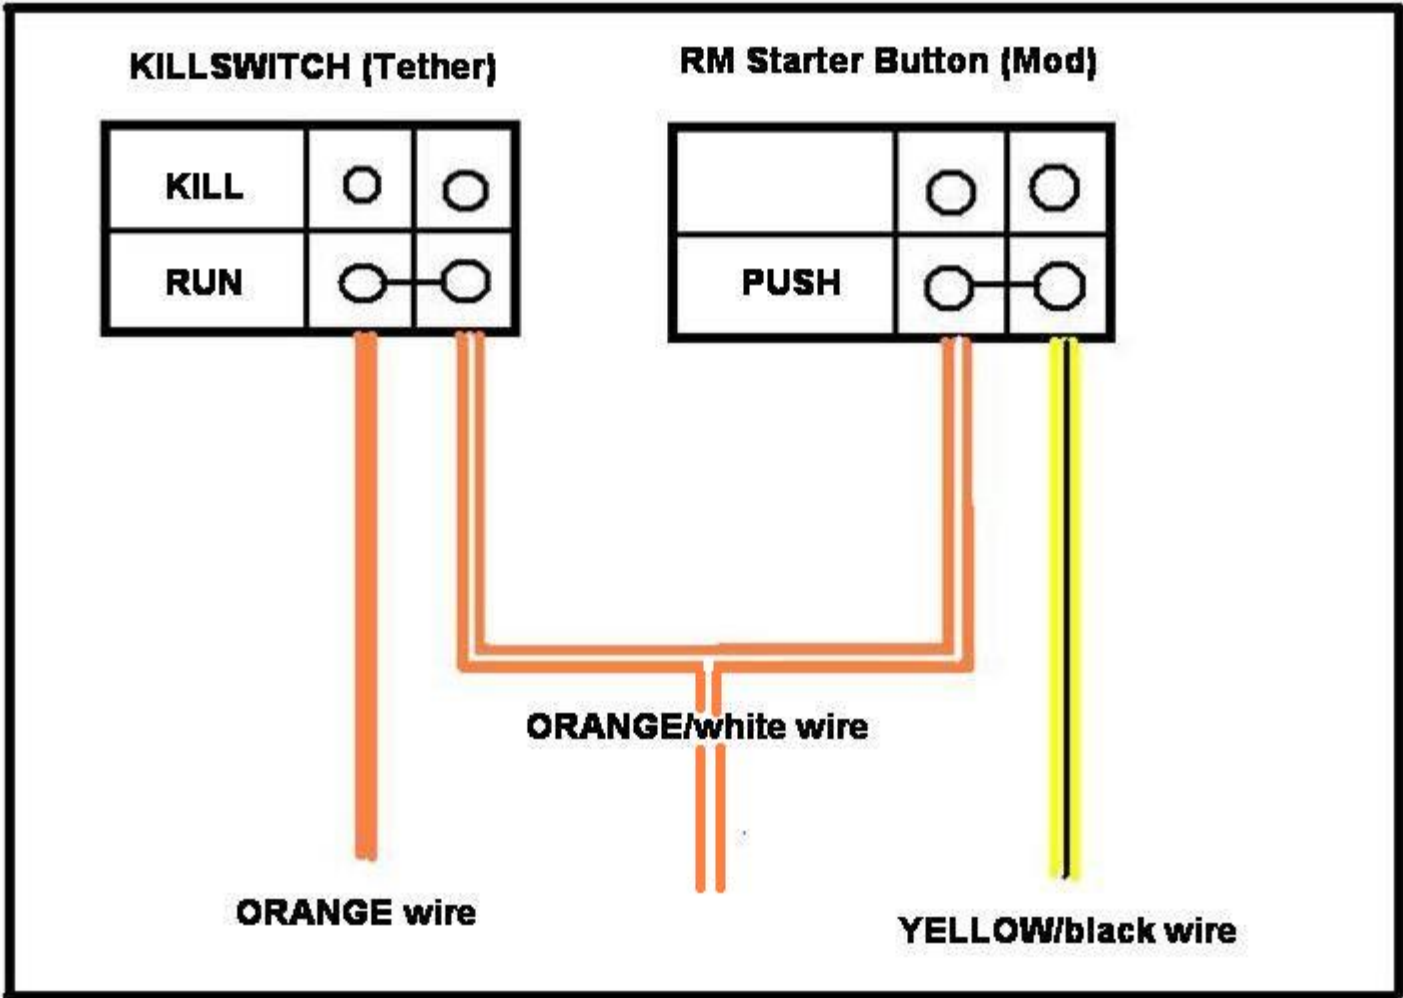 KILLSWITCH (Tether)
RM Starter Button (Mod)
KILL
RUN
PUSH
ORANGE/white wire
ORANGE wire
YELLOW/black wire